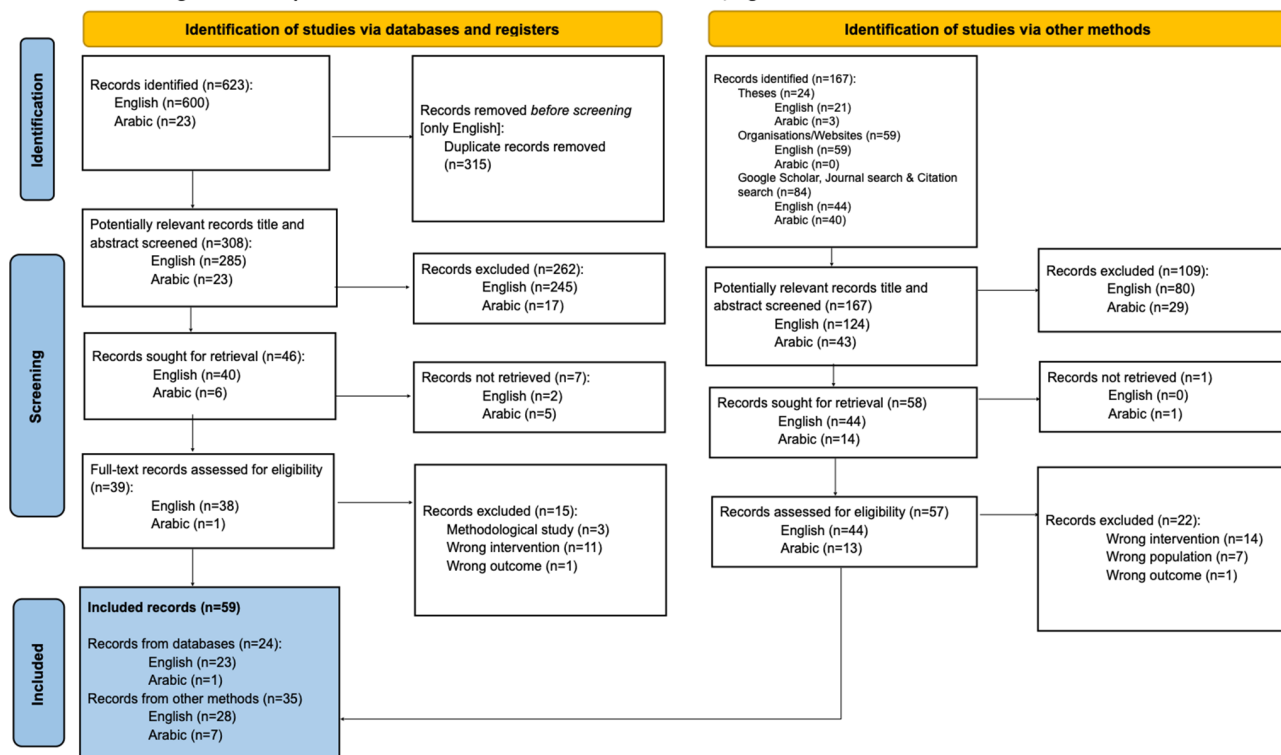 Identification of studies via databases and registers
Identification of studies via other methods
Identification
Records identified (n=623):
English (n=600)
Arabic (n=23)
Records removed before screening
[only English]:
Duplicate records removed
(n=315)
Records identified (n=167):
Theses (n=24)
English (n=21)
Arabic (n=3)
Organisations/Websites (n=59)
English (n=59)
Arabic (n=0)
Google Scholar, Journal search & Citation
search (n=84)
English (n=44)
Arabic (n=40)
Screening
Potentially relevant records title and
abstract screened (n=308):
English (n=285)
Arabic (n=23)
Records excluded (n=262):
English (n=245)
Arabic (n=17)
Potentially relevant records title and
abstract screened (n=167)
English (n=124)
Arabic (n=43)
Records excluded (n=109):
English (n=80)
Arabic (n=29)
Records sought for retrieval (n=46):
English (n=40)
Arabic (n=6)
Records not retrieved (n=7):
English (n=2)
Arabic (n=5)
Records sought for retrieval (n=58)
English (n=44)
Arabic (n=14)
Records not retrieved (n=1)
English (n=0)
Arabic (n=1)
Full-text records assessed for eligibility
(n=39):
English (n=38)
Arabic (n=1)
Records excluded (n=15):
Methodological study (n=3)
Wrong intervention (n=11)
Wrong outcome (n=1)
Records assessed for eligibility (n=57)
English (n=44)
Arabic (n=13)
Records excluded (n=22):
Wrong intervention (n=14)
Wrong population (n=7)
Wrong outcome (n=1)
Included
Included records (n=59)
Records from databases (n=24):
English (n=23)
Arabic (n=1)
Records from other methods (n=35)
English (n=28)
Arabic (n=7)